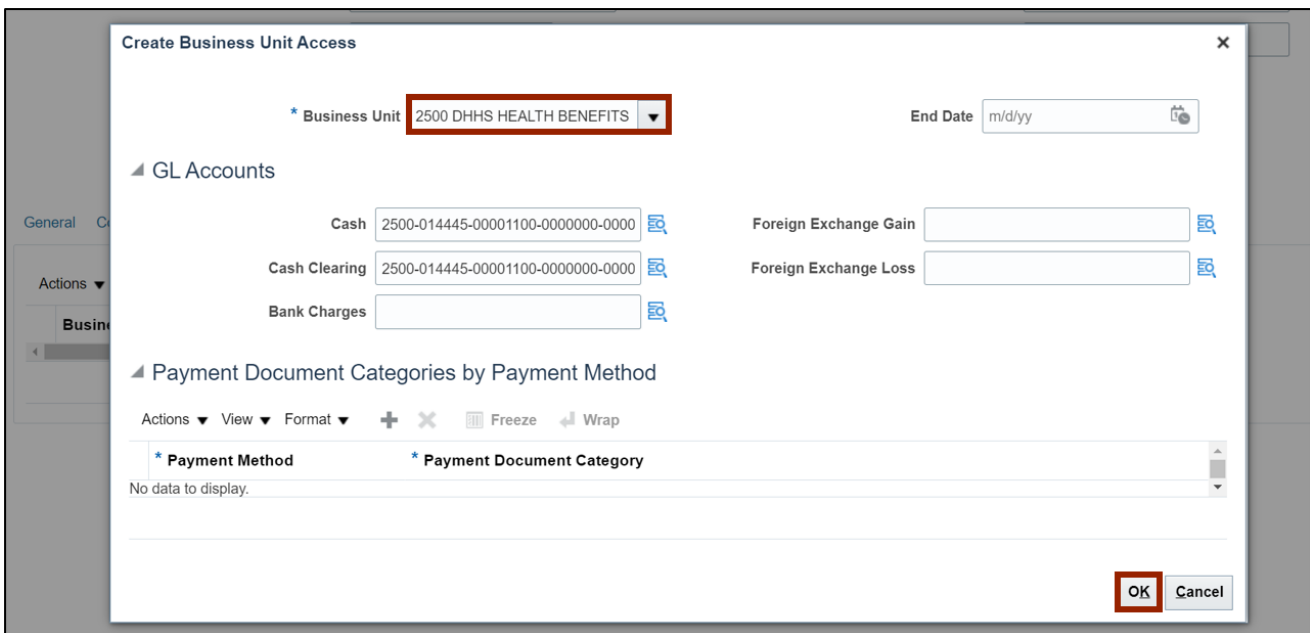 Create Business Unit Access
* Business Unit 2500 DHHS HEALTH BENEFITS End Date m/d/yy
GL Accounts
General
Cash 2500-014445-00001100-0000000-0000 Foreign Exchange Gain
Cash Clearing 2500-014445-00001100-0000000-0000 Foreign Exchange Loss
Actions
Bank Charges
Payment Document Categories by Payment Method
Actions View Format Freeze Wrap
* Payment Method * Payment Document Category
No data to display.
OK Cancel